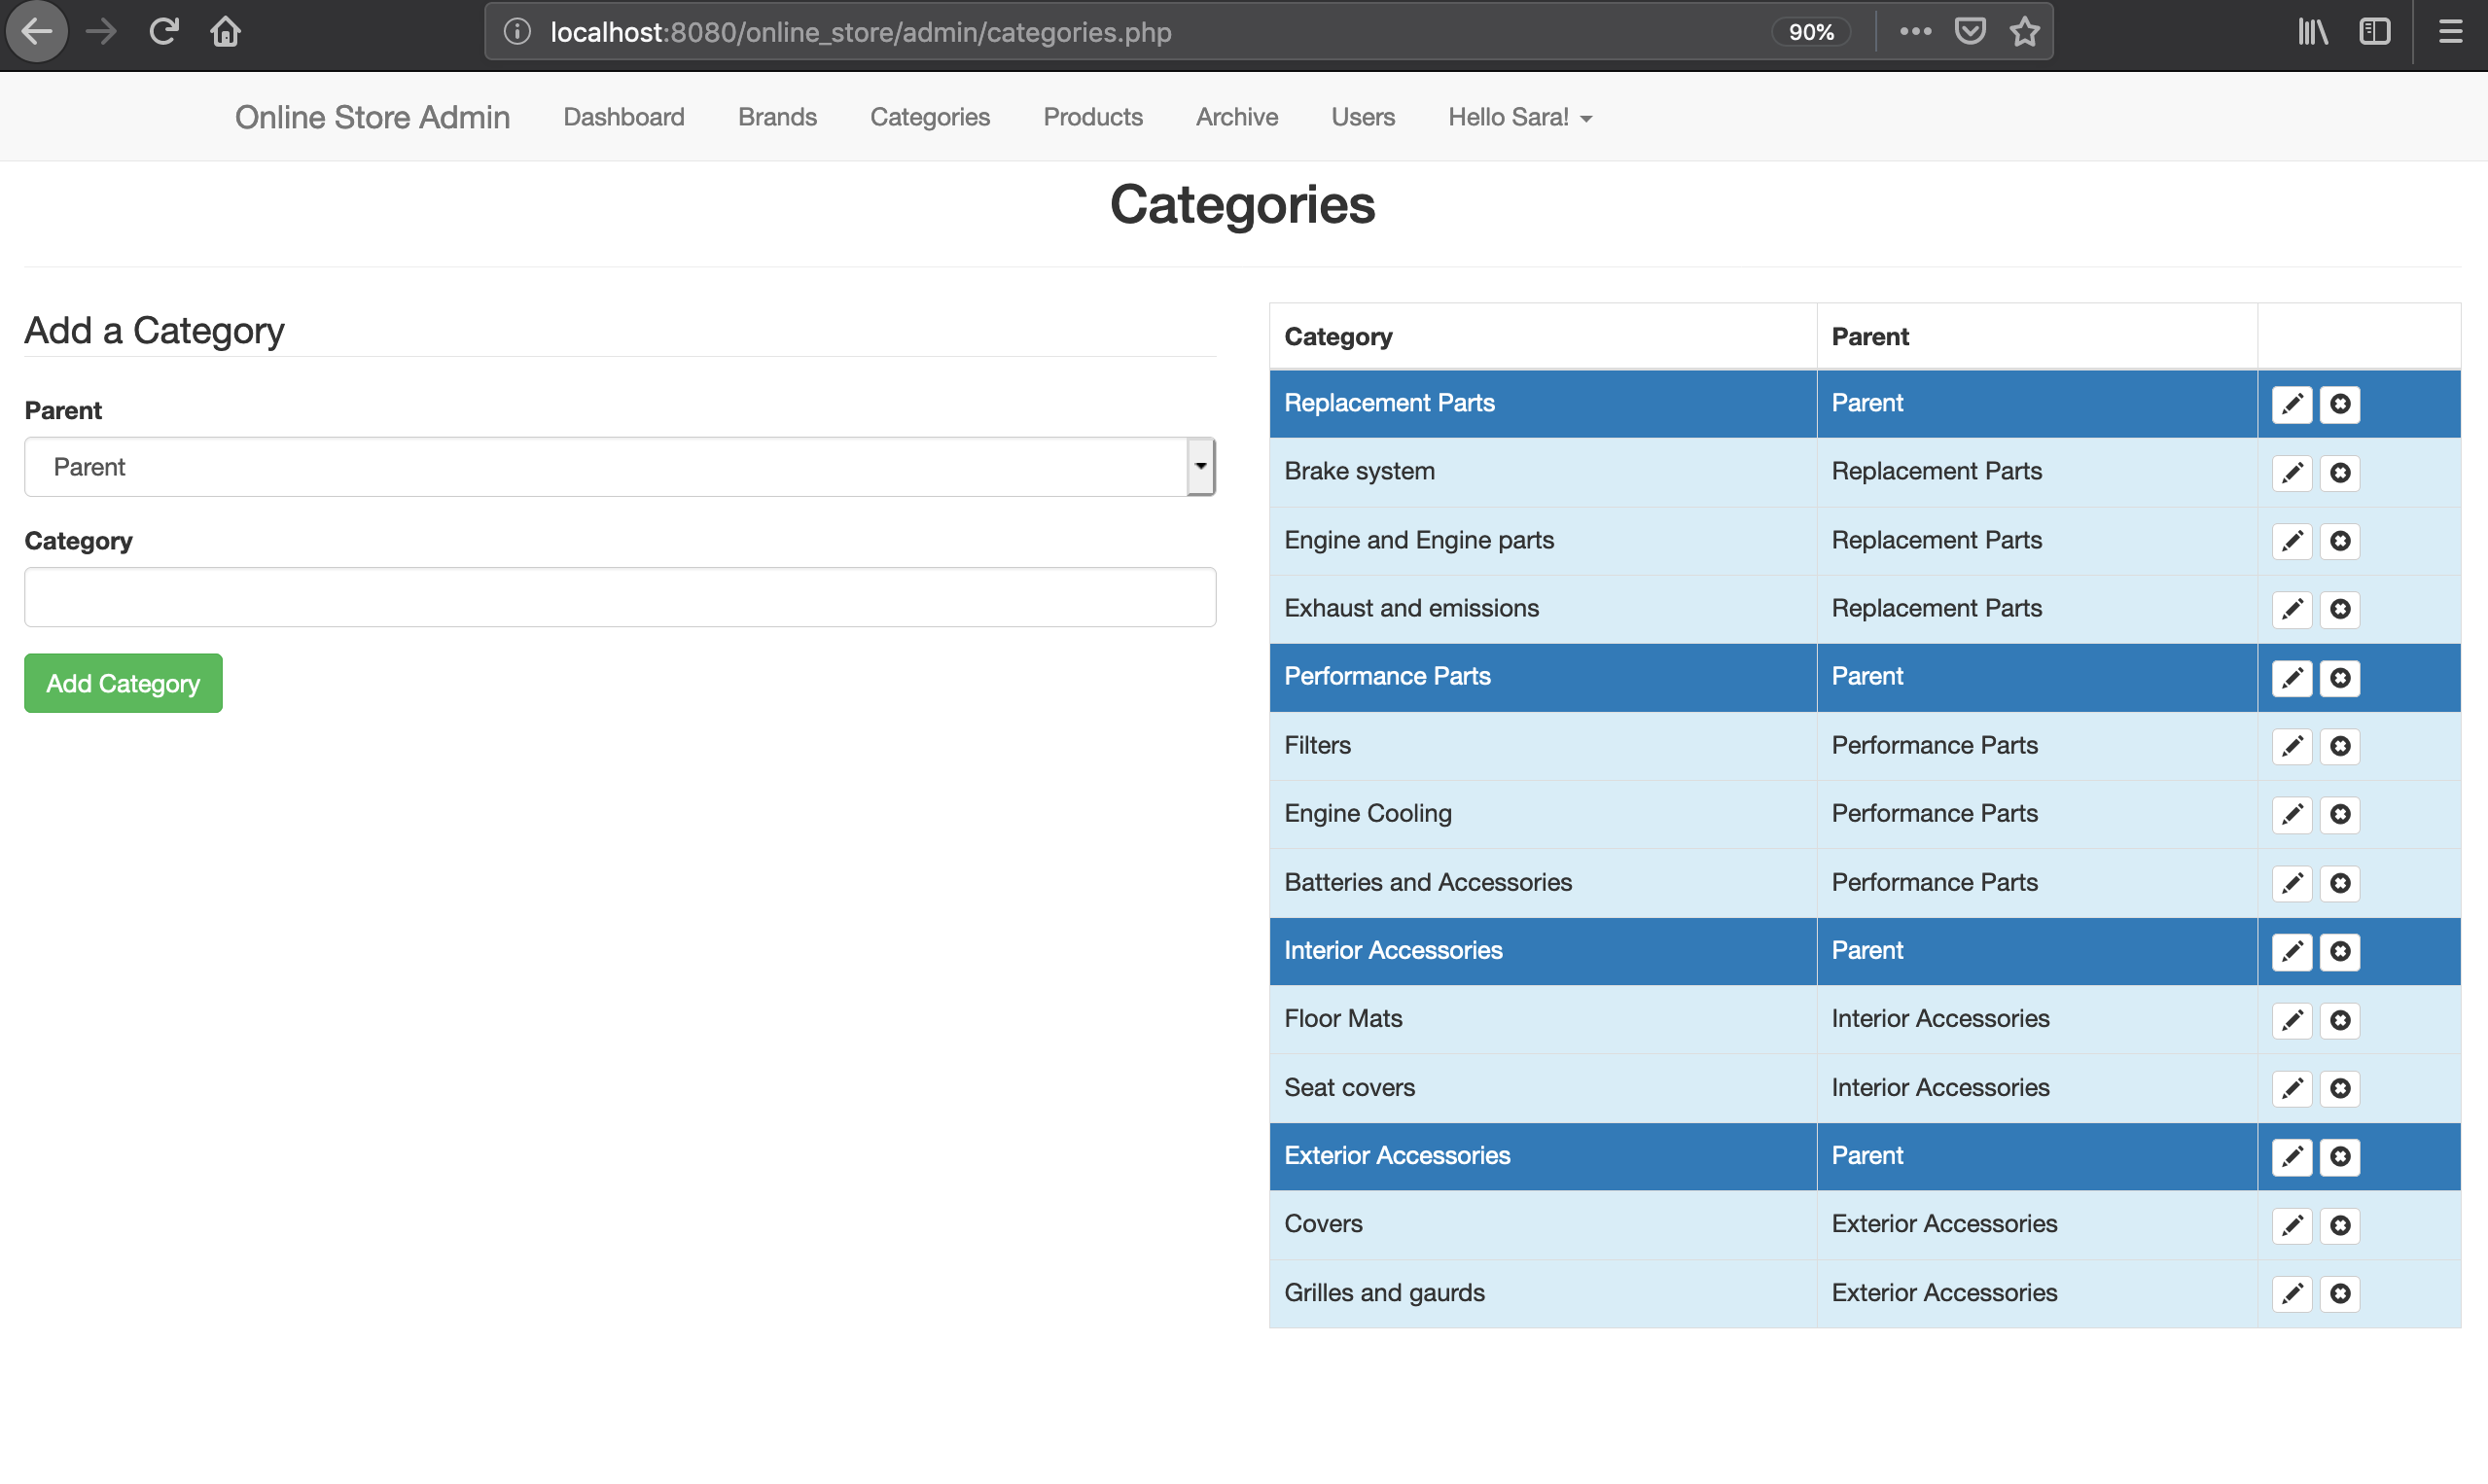 localhost:8080/online_store/admin/categories.php 90%
Online Store Admin Dashboard Brands Categories Products Archive Users Hello Sara!
Categories
Add a Category
Parent
Parent
Category
Add Category
Category Parent
Replacement Parts Parent
Brake system Replacement Parts
Engine and Engine parts Replacement Parts
Exhaust and emissions Replacement Parts
Performance Parts Parent
Filters Performance Parts
Engine Cooling Performance Parts
Batteries and Accessories Performance Parts
Interior Accessories Parent
Floor Mats Interior Accessories
Seat covers Interior Accessories
Exterior Accessories Parent
Covers Exterior Accessories
Grilles and gaurds Exterior Accessories